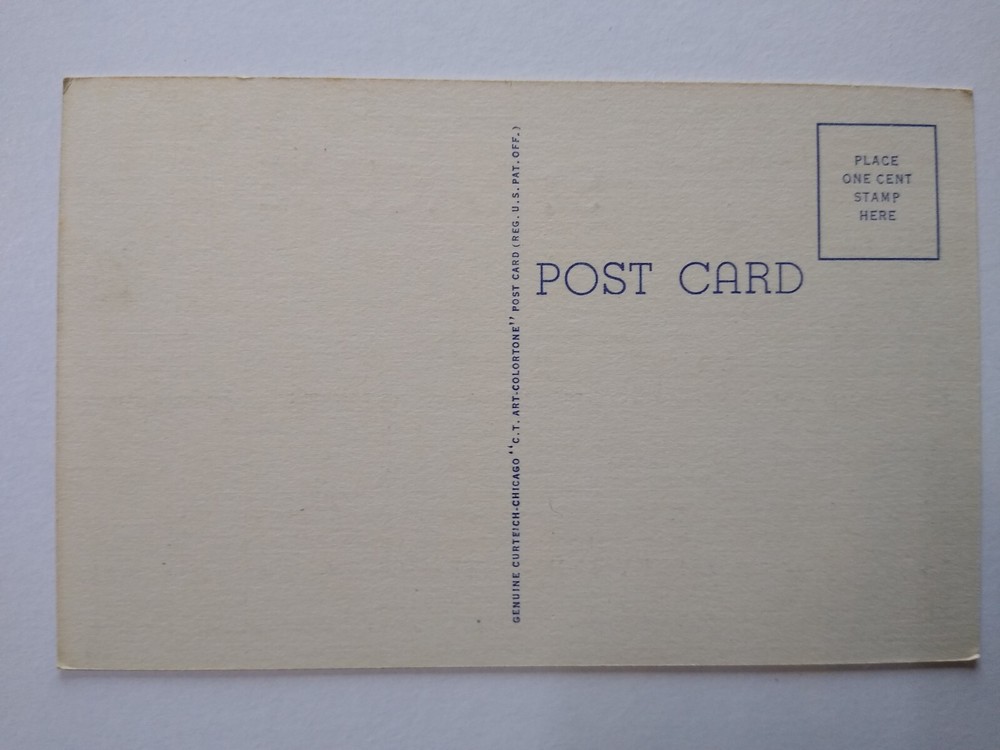 GENUINE CURTEICH-CHICAGO "C.T. ART-COLORTONE" POST CARD (REG. U.S. PAT. OFF.)
POST CARD
PLACE
ONE CENT
STAMP
HERE